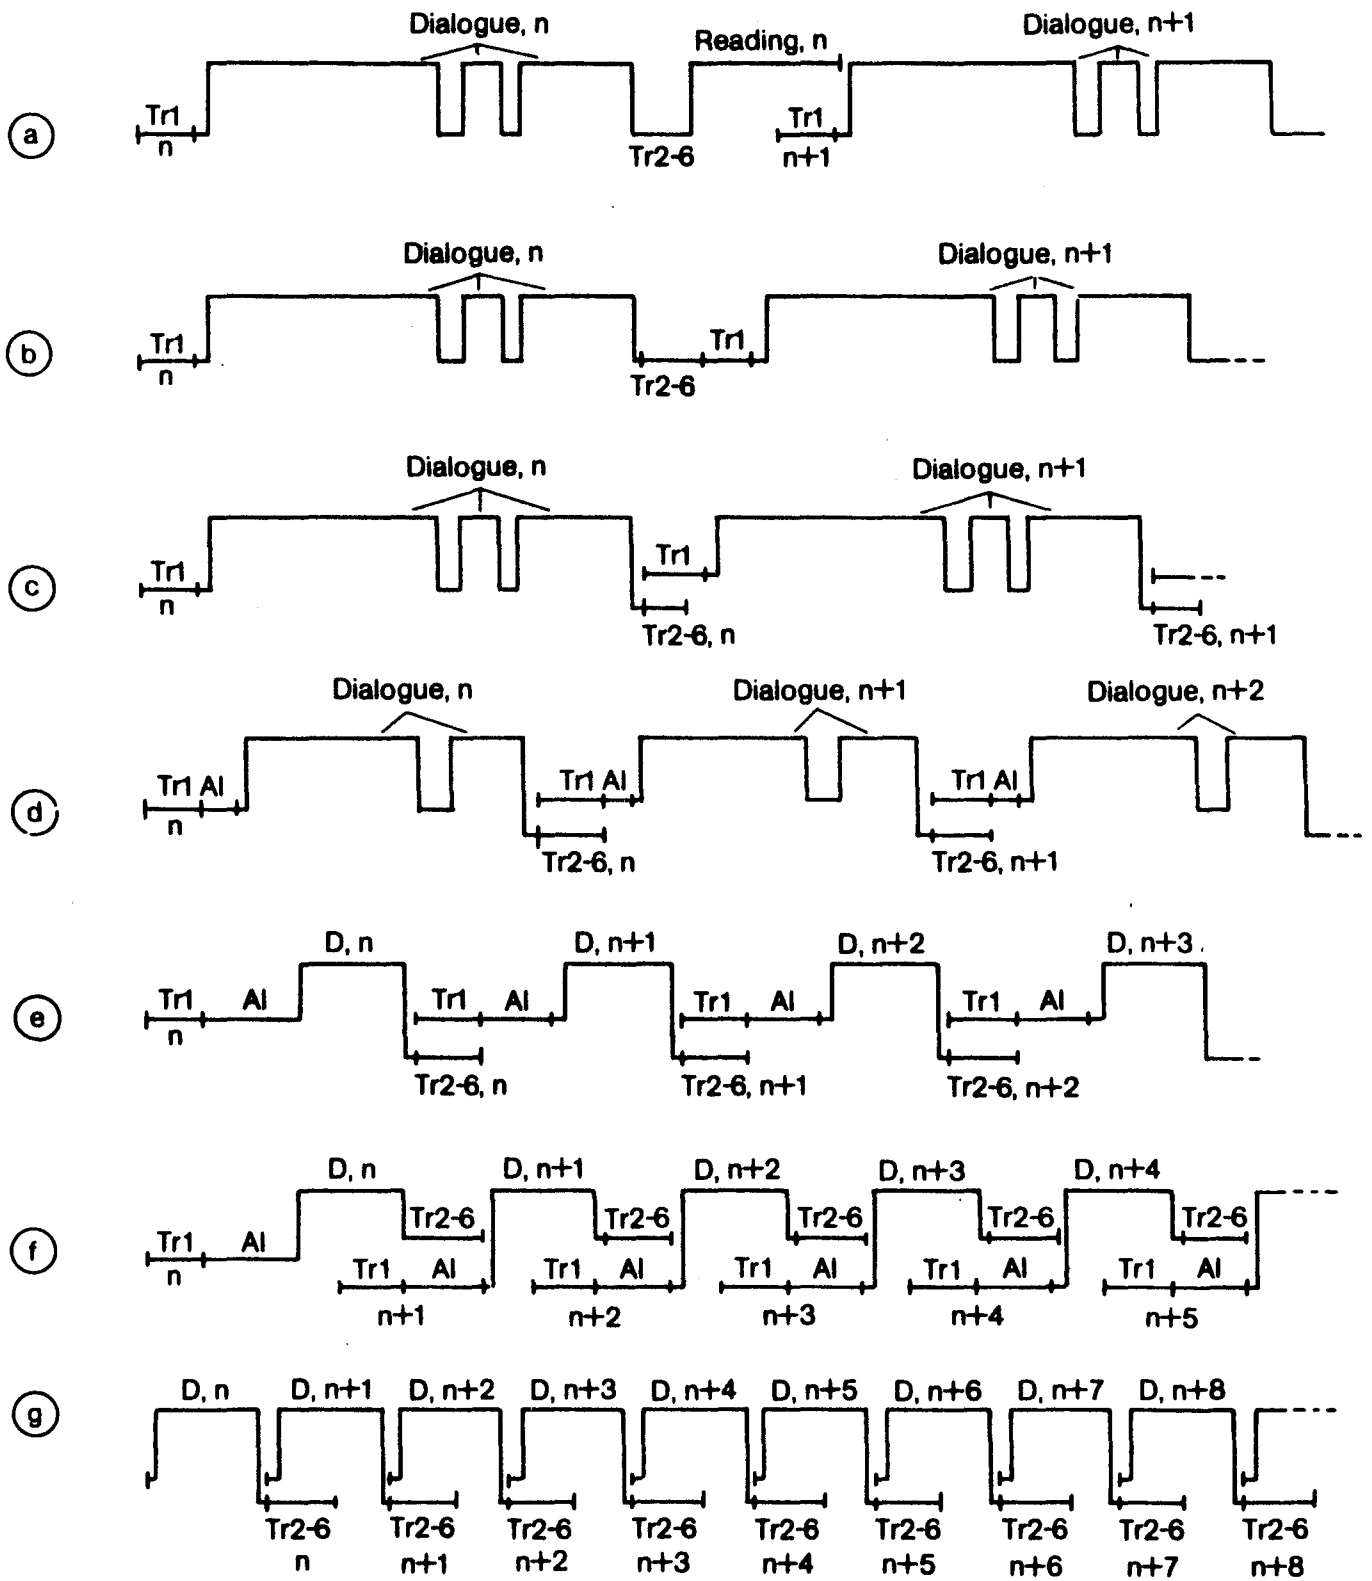 Dialogue, n
Reading, n
Dialogue, n+1
a
Tr1
n
Tr2-6
Tr1
n+1
Dialogue, n
Dialogue, n+1
b
Tr1
n
Tr2-6
Tr1
Dialogue, n
Dialogue, n+1
c
Tr1
n
Tr1
Tr2-6, n
Tr2-6, n+1
Dialogue, n
Dialogue, n+1
Dialogue, n+2
d
Tr1 AI
n
Tr1 AI
Tr2-6, n
Tr1 AI
Tr2-6, n+1
D, n
D, n+1
D, n+2
D, n+3
e
Tr1 AI
n
Tr1 AI
Tr2-6, n
Tr1 AI
Tr2-6, n+1
Tr1 AI
Tr2-6, n+2
D, n
D, n+1
D, n+2
D, n+3
D, n+4
f
Tr1 AI
n
Tr2-6
Tr2-6
Tr2-6
Tr2-6
Tr2-6
Tr1 AI
n+1
Tr1 AI
n+2
Tr1 AI
n+3
Tr1 AI
n+4
Tr1 AI
n+5
g
D, n
D, n+1
D, n+2
D, n+3
D, n+4
D, n+5
D, n+6
D, n+7
D, n+8
Tr2-6
n
Tr2-6
n+1
Tr2-6
n+2
Tr2-6
n+3
Tr2-6
n+4
Tr2-6
n+5
Tr2-6
n+6
Tr2-6
n+7
Tr2-6
n+8